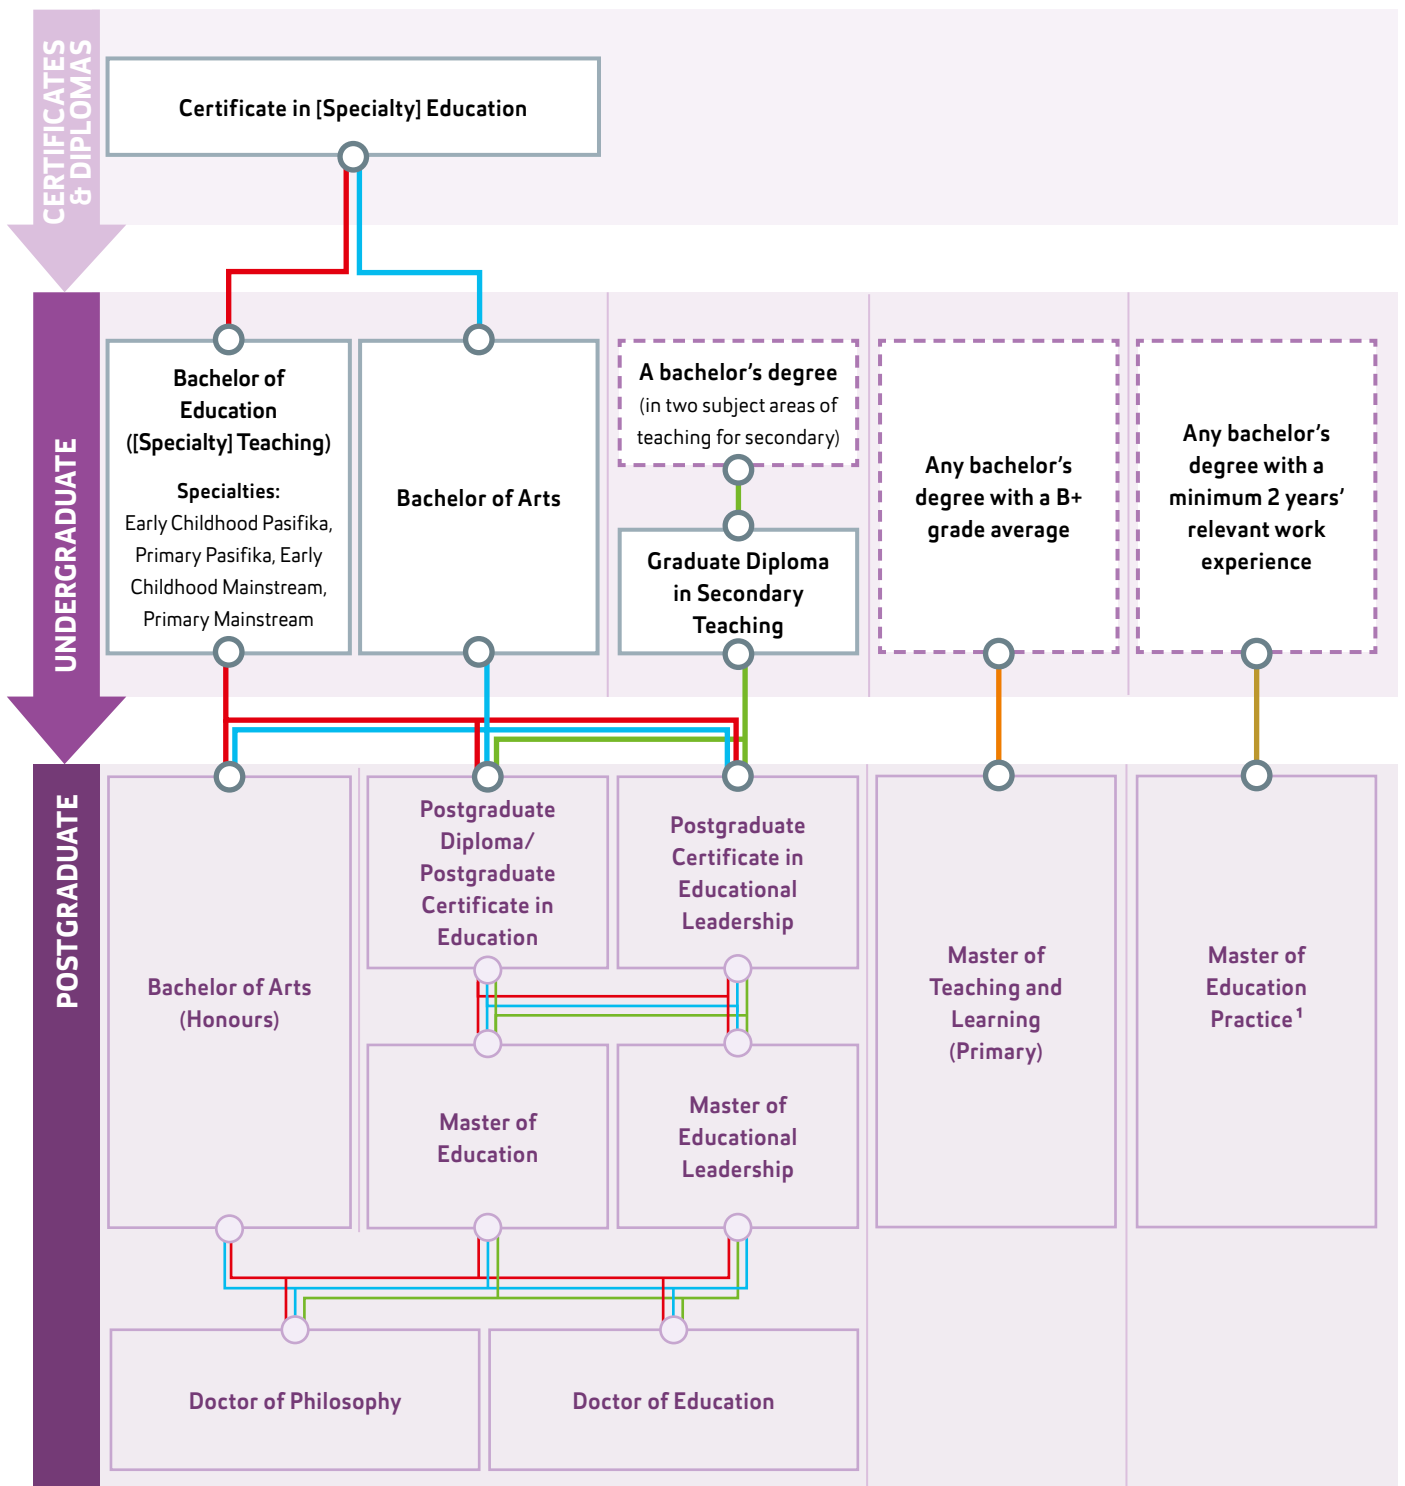 CERTIFICATES
& DIPLOMAS
Certificate in [Specialty] Education
UNDERGRADUATE
Bachelor of
Education
([Specialty] Teaching)
Specialties:
Early Childhood Pasifika,
Primary Pasifika, Early
Childhood Mainstream,
Primary Mainstream
Bachelor of Arts
A bachelor's degree
(in two subject areas of
teaching for secondary)
Graduate Diploma
in Secondary
Teaching
Any bachelor's
degree with a B+
grade average
Any bachelor's
degree with a
minimum 2 years'
relevant work
experience
POSTGRADUATE
Bachelor of Arts
(Honours)
Postgraduate
Diploma/
Postgraduate
Certificate in
Education
Postgraduate
Certificate in
Educational
Leadership
Master of
Education
Master of
Educational
Leadership
Master of
Teaching and
Learning
(Primary)
Master of
Education
Practice¹
Doctor of Philosophy
Doctor of Education